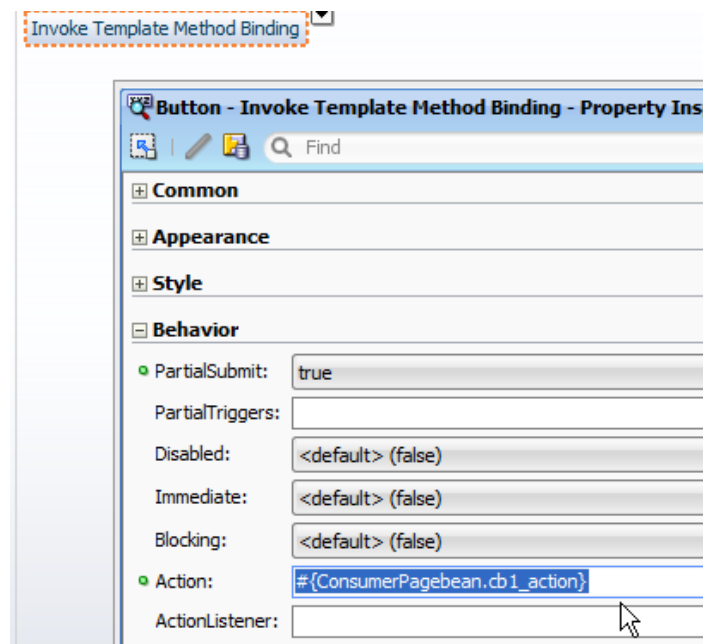 Invoke Template Method Binding
Button - Invoke Template Method Binding - Property Ins
Find
Common
Appearance
Style
Behavior
PartialSubmit: true
PartialTriggers:
Disabled: <default> (false)
Immediate: <default> (false)
Blocking: <default> (false)
Action: #{ConsumerPagebean.cb1_action}
ActionListener: